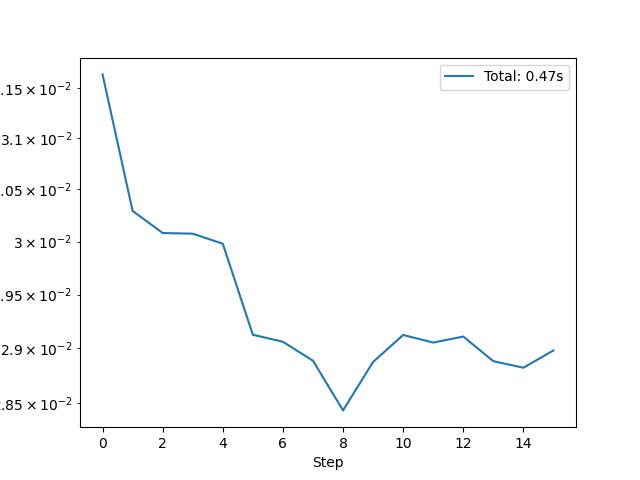 Total: 0.47s
.15 × 10⁻²
3.1 × 10⁻²
.05 × 10⁻²
3 × 10⁻²
.95 × 10⁻²
2.9 × 10⁻²
.85 × 10⁻²
0 2 4 6 8 10 12 14
Step